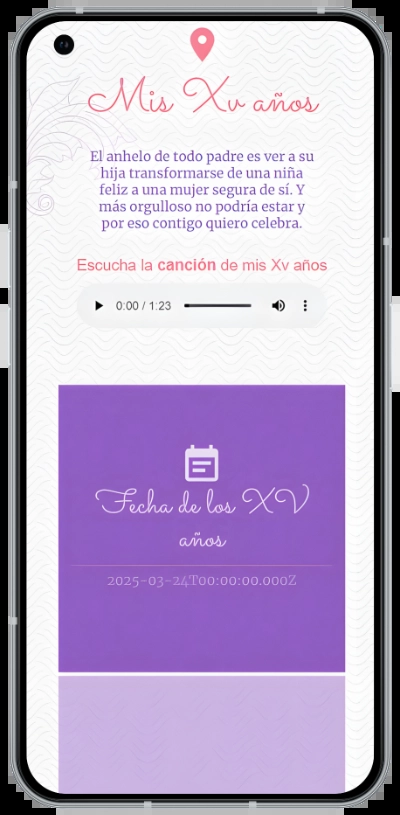 Mis Xv años
El anhelo de todo padre es ver a su
hija transformarse de una niña
feliz a una mujer segura de sí. Y
más orgulloso no podría estar y
por eso contigo quiero celebra.
Escucha la canción de mis Xv años
0:00 / 1:23
Fecha de los XV
años
2025-03-24T00:00:00.000Z